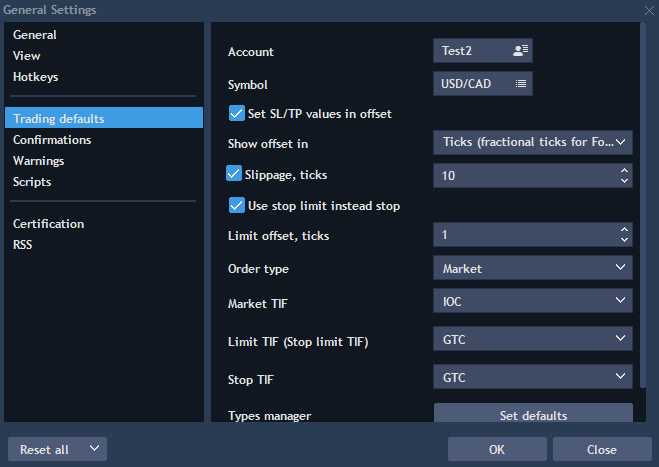 General Settings
General
View
Hotkeys
Trading defaults
Confirmations
Warnings
Scripts
Certification
RSS
Account Test2
Symbol USD/CAD
Set SL/TP values in offset
Show offset in Ticks (fractional ticks for Fo...
Slippage, ticks 10
Use stop limit instead stop
Limit offset, ticks 1
Order type Market
Market TIF IOC
Limit TIF (Stop limit TIF) GTC
Stop TIF GTC
Types manager Set defaults
Reset all OK Close